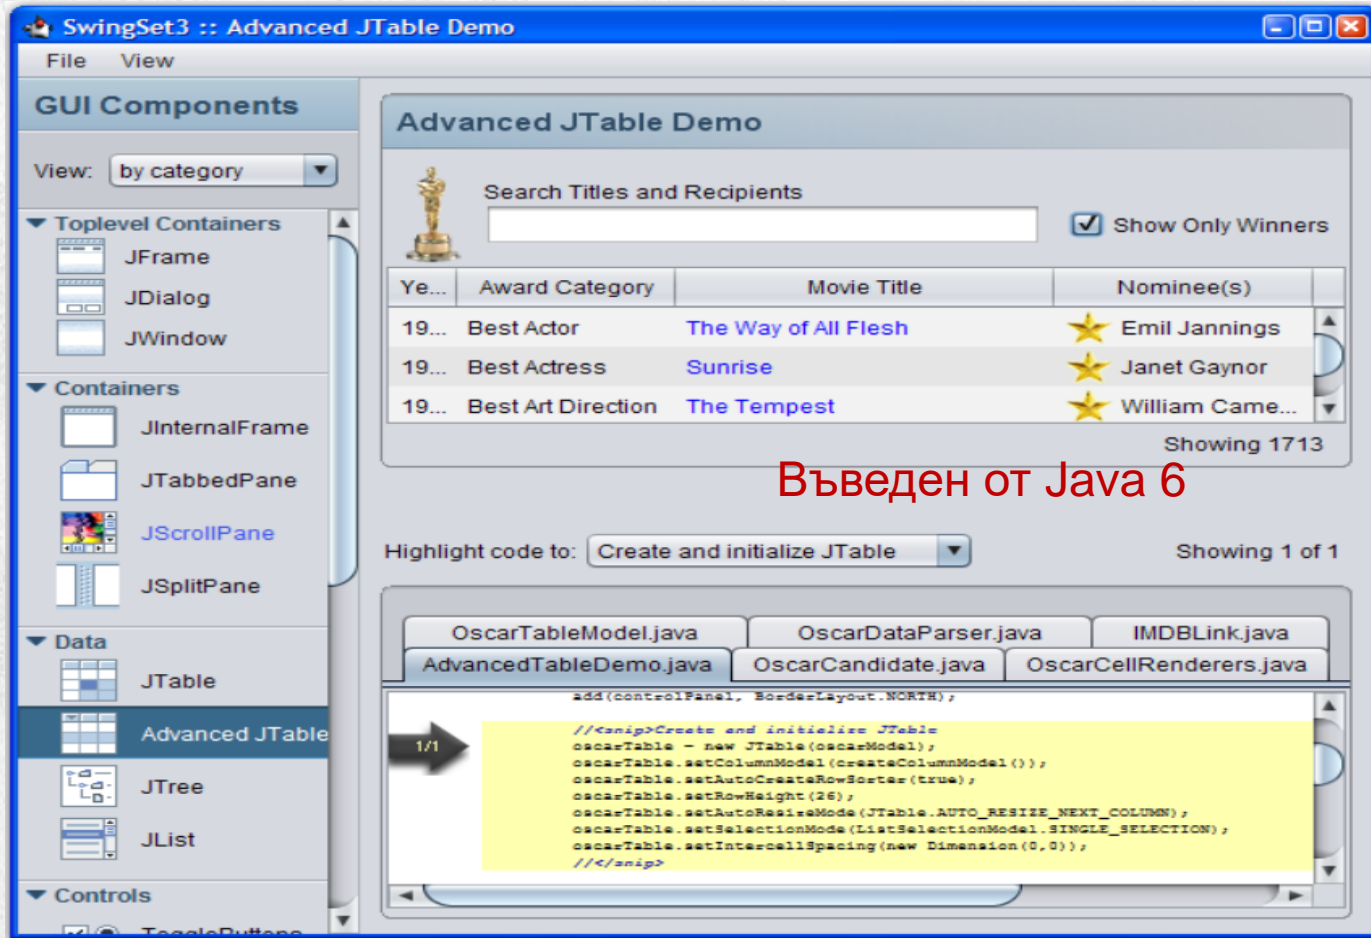 SwingSet3 :: Advanced JTable Demo
File View
GUI Components
View: by category
Toplevel Containers
JFrame
JDialog
JWindow
Containers
JInternalFrame
JTabbedPane
JScrollPane
JSplitPane
Data
JTable
Advanced JTable
JTree
JList
Controls
ToggleButtons
Advanced JTable Demo
Search Titles and Recipients
Show Only Winners
Ye... Award Category Movie Title Nominee(s)
19... Best Actor The Way of All Flesh Emil Jannings
19... Best Actress Sunrise Janet Gaynor
19... Best Art Direction The Tempest William Came...
Showing 1713
Въведен от Java 6
Highlight code to: Create and initialize JTable Showing 1 of 1
OscarTableModel.java OscarDataParser.java IMDBLink.java
AdvancedTableDemo.java OscarCandidate.java OscarCellRenderers.java
add(controlPanel, BorderLayout.NORTH);
//<snip>Create and initialize JTable
1/1 oscarTable = new JTable(oscarModel);
oscarTable.setColumnModel(createColumnModel());
oscarTable.setAutoCreateRowSorter(true);
oscarTable.setRowHeight(26);
oscarTable.setAutoResizeMode(JTable.AUTO_RESIZE_NEXT_COLUMN);
oscarTable.setSelectionMode(ListSelectionModel.SINGLE_SELECTION);
oscarTable.setIntercellSpacing(new Dimension(0,0));
//</snip>